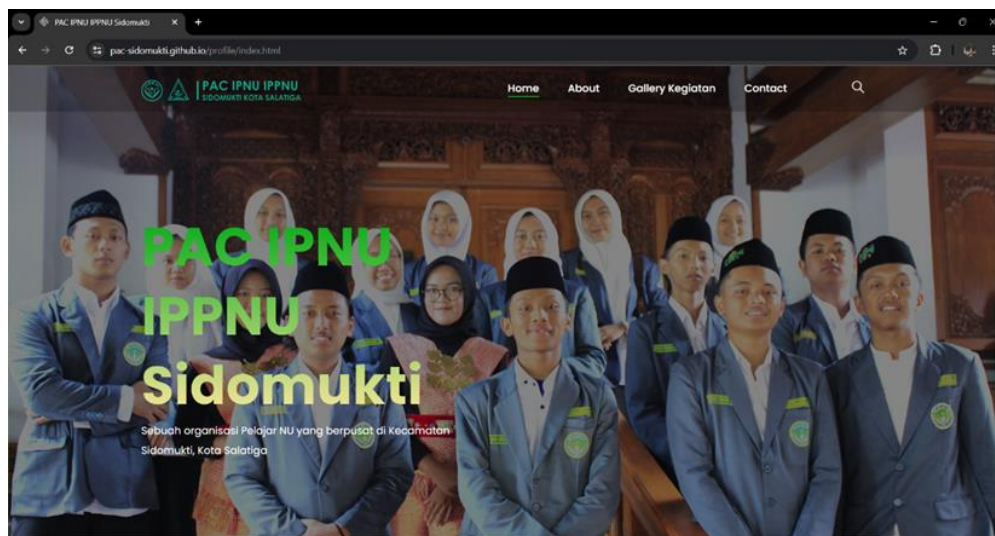 PAC IPNU IPPNU Sidomukti
pac-sidomukti.github.io/profile/index.html
PAC IPNU IPPNU
SIDOMUKTI KOTA SALATIGA
Home About Gallery Kegiatan Contact
PAC IPNU
IPPNU
Sidomukti
Sebuah organisasi Pelajar NU yang berpusat di Kecamatan
Sidomukti, Kota Salatiga